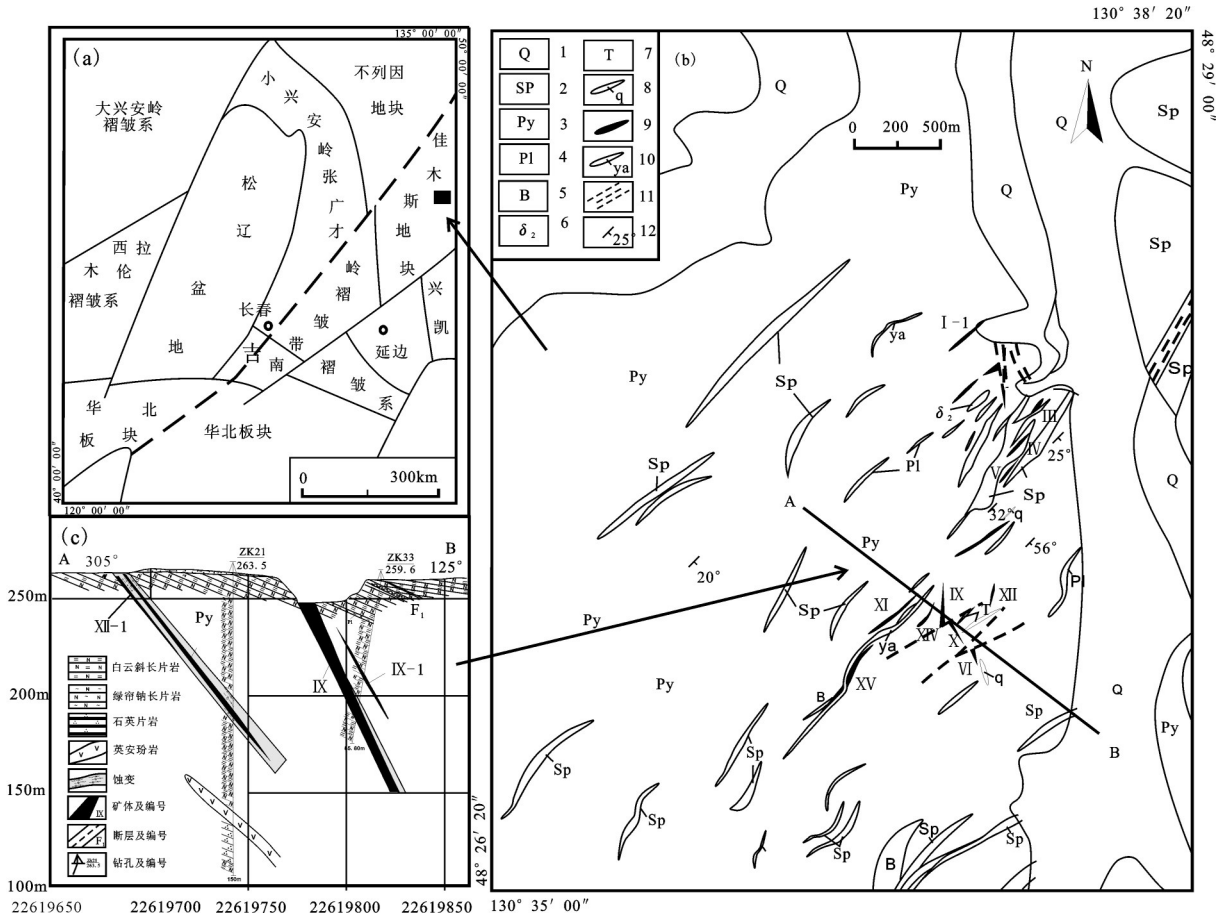 (a)
135° 00′ 00″
50° 00′ 00″
大兴安岭
褶皱系
小兴安岭张广才岭褶皱带
不列因
地块
佳木斯地块
松辽盆地
西拉
木伦
褶皱系
长春
吉南褶皱系
延边
兴凯
华北
板块
华北板块
0 300km
40° 00′ 00″
120° 00′ 00″
(b)
130° 38′ 20″
48° 29′ 00″
Q 1
SP 2
Py 3
Pl 4
B 5
δ₂ 6
T 7
q 8
9
ya 10
11
25° 12
N
Q
0 200 500m
Q
Py
Q
Sp
Sp
Sp
Q
ya
I-1
Py
Sp
δ₂
III
IV
25°
V
Pl
Sp
Sp
A
32°
q
56°
Py
20°
Sp
Pl
IX
XII
T
XI
XIV
X
ya
VI
q
Py
XV
B
Py
Sp
Q
Py
B
Sp
Sp
Sp
Sp
Sp
Sp
B
48° 26′ 20″
130° 35′ 00″
(c)
A 305°
ZK21
263.5
ZK33
259.6
B
125°
250m
F₁
XII-1
Py
Pl
IX
IX-1
200m
150m
100m
150m
白云斜长片岩
绿帘钠长片岩
石英片岩
英安玢岩
蚀变
矿体及编号
IX
断层及编号
F₁
钻孔及编号
ZK21
263.5
22619650 22619700 22619750 22619800 22619850